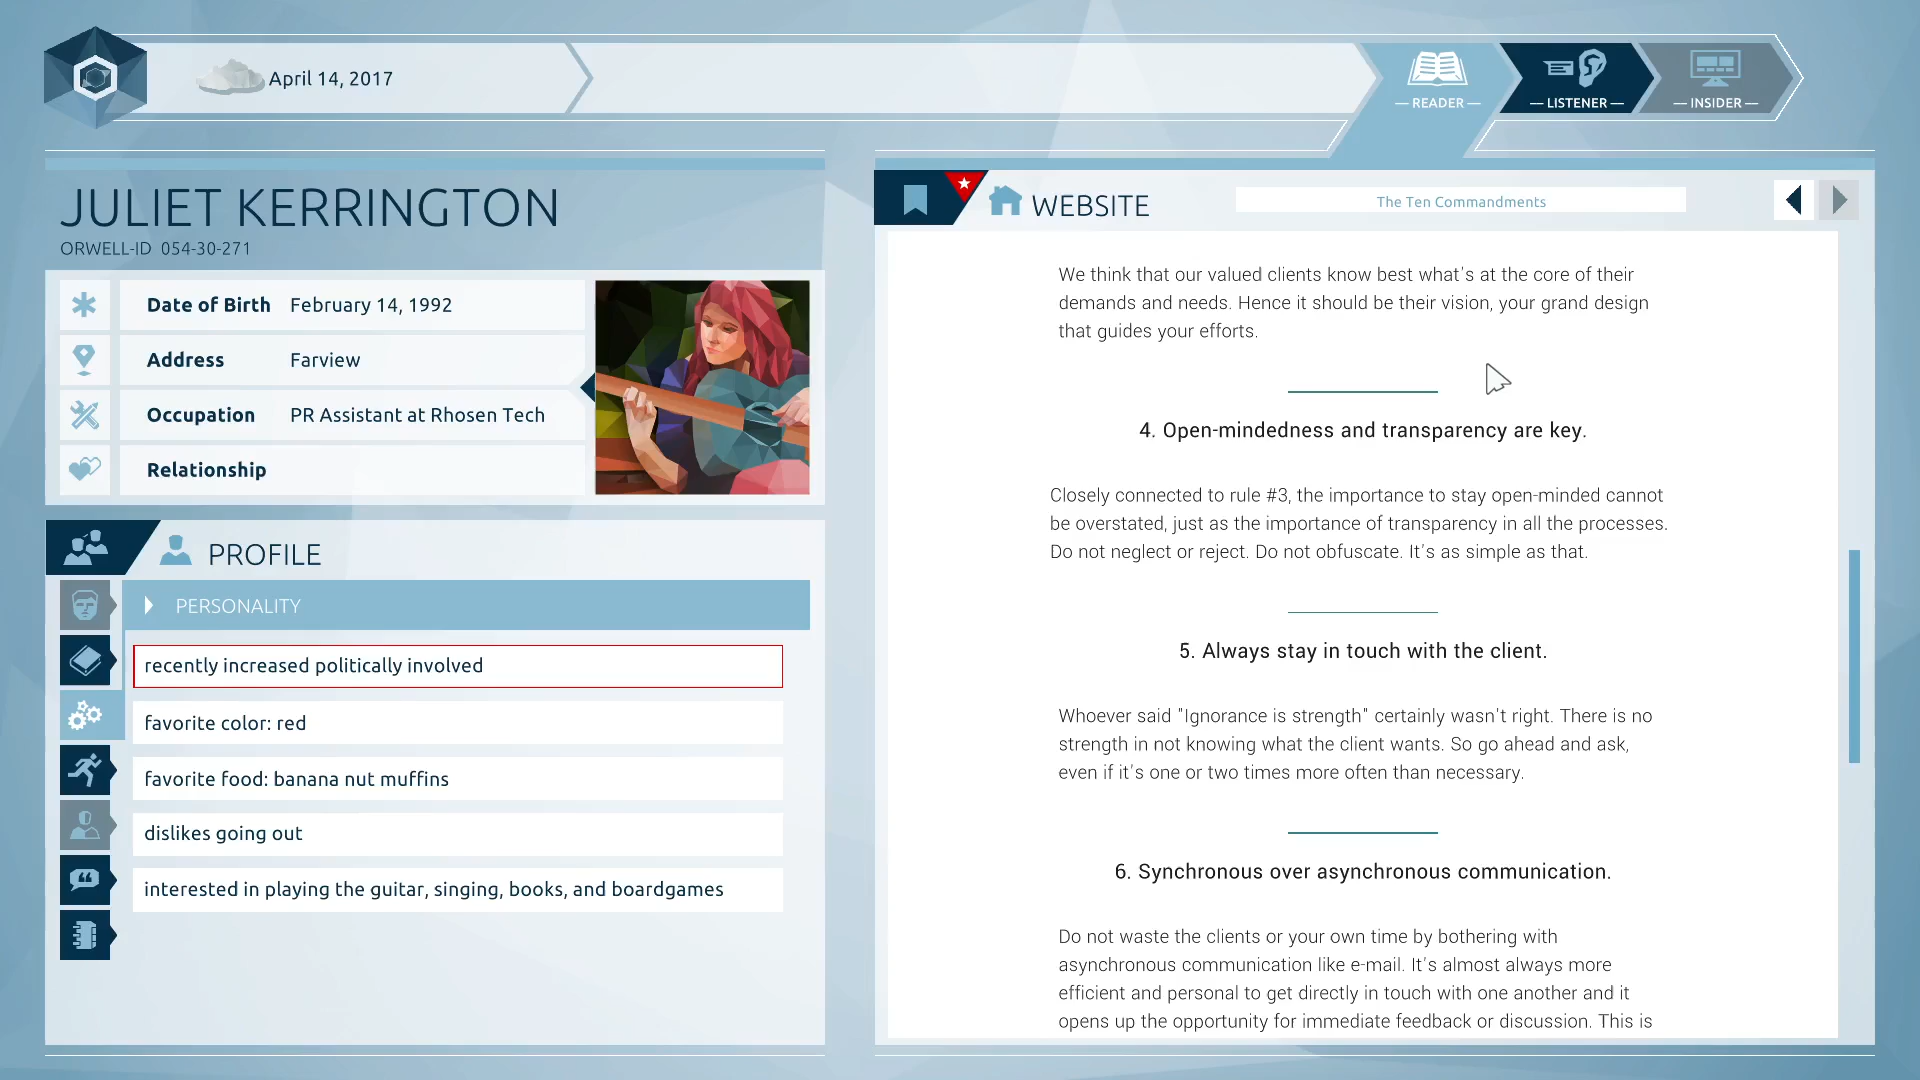 April 14, 2017
READER
LISTENER
INSIDER
JULIET KERRINGTON
ORWELL-ID 054-30-271
Date of Birth February 14, 1992
Address Farview
Occupation PR Assistant at Rhosen Tech
Relationship
PROFILE
PERSONALITY
recently increased politically involved
favorite color: red
favorite food: banana nut muffins
dislikes going out
interested in playing the guitar, singing, books, and boardgames
WEBSITE
The Ten Commandments
We think that our valued clients know best what's at the core of their
demands and needs. Hence it should be their vision, your grand design
that guides your efforts.
4. Open-mindedness and transparency are key.
Closely connected to rule #3, the importance to stay open-minded cannot
be overstated, just as the importance of transparency in all the processes.
Do not neglect or reject. Do not obfuscate. It's as simple as that.
5. Always stay in touch with the client.
Whoever said "Ignorance is strength" certainly wasn't right. There is no
strength in not knowing what the client wants. So go ahead and ask,
even if it's one or two times more often than necessary.
6. Synchronous over asynchronous communication.
Do not waste the clients or your own time by bothering with
asynchronous communication like e-mail. It's almost always more
efficient and personal to get directly in touch with one another and it
opens up the opportunity for immediate feedback or discussion. This is